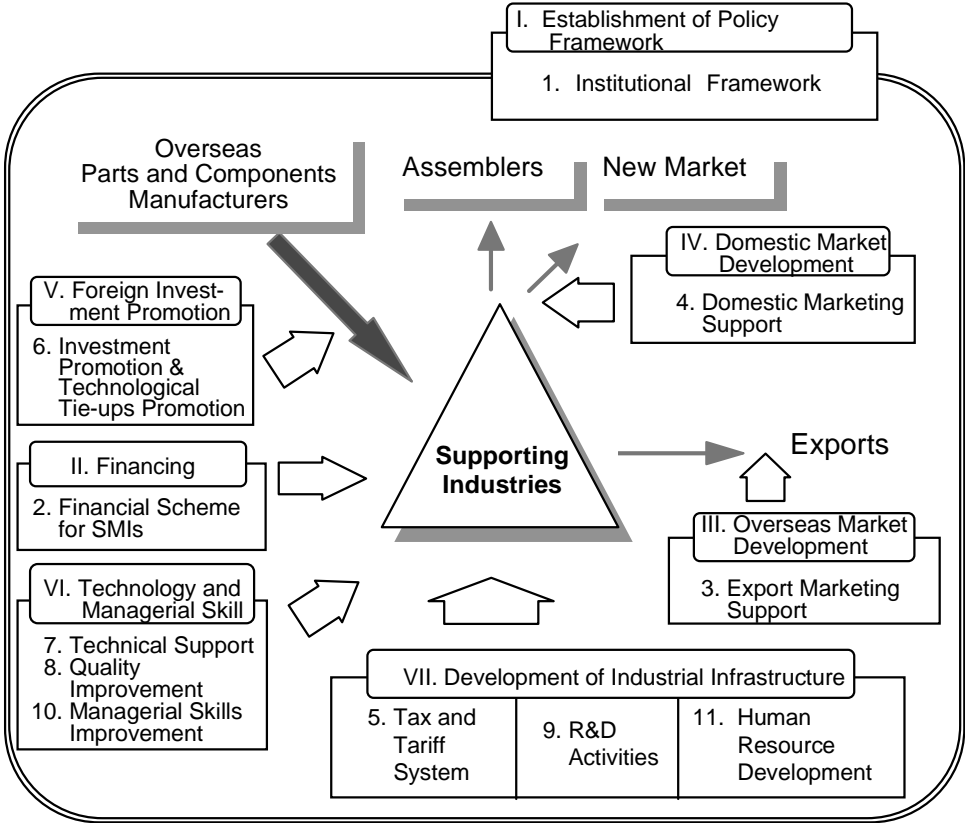 I. Establishment of Policy
Framework
1. Institutional Framework
Overseas
Parts and Components
Manufacturers
Assemblers
New Market
IV. Domestic Market
Development
4. Domestic Marketing
Support
V. Foreign Invest-
ment Promotion
6. Investment
Promotion &
Technological
Tie-ups Promotion
II. Financing
2. Financial Scheme
for SMIs
Supporting
Industries
Exports
III. Overseas Market
Development
3. Export Marketing
Support
VI. Technology and
Managerial Skill
7. Technical Support
8. Quality
Improvement
10. Managerial Skills
Improvement
VII. Development of Industrial Infrastructure
5. Tax and
Tariff
System
9. R&D
Activities
11. Human
Resource
Development